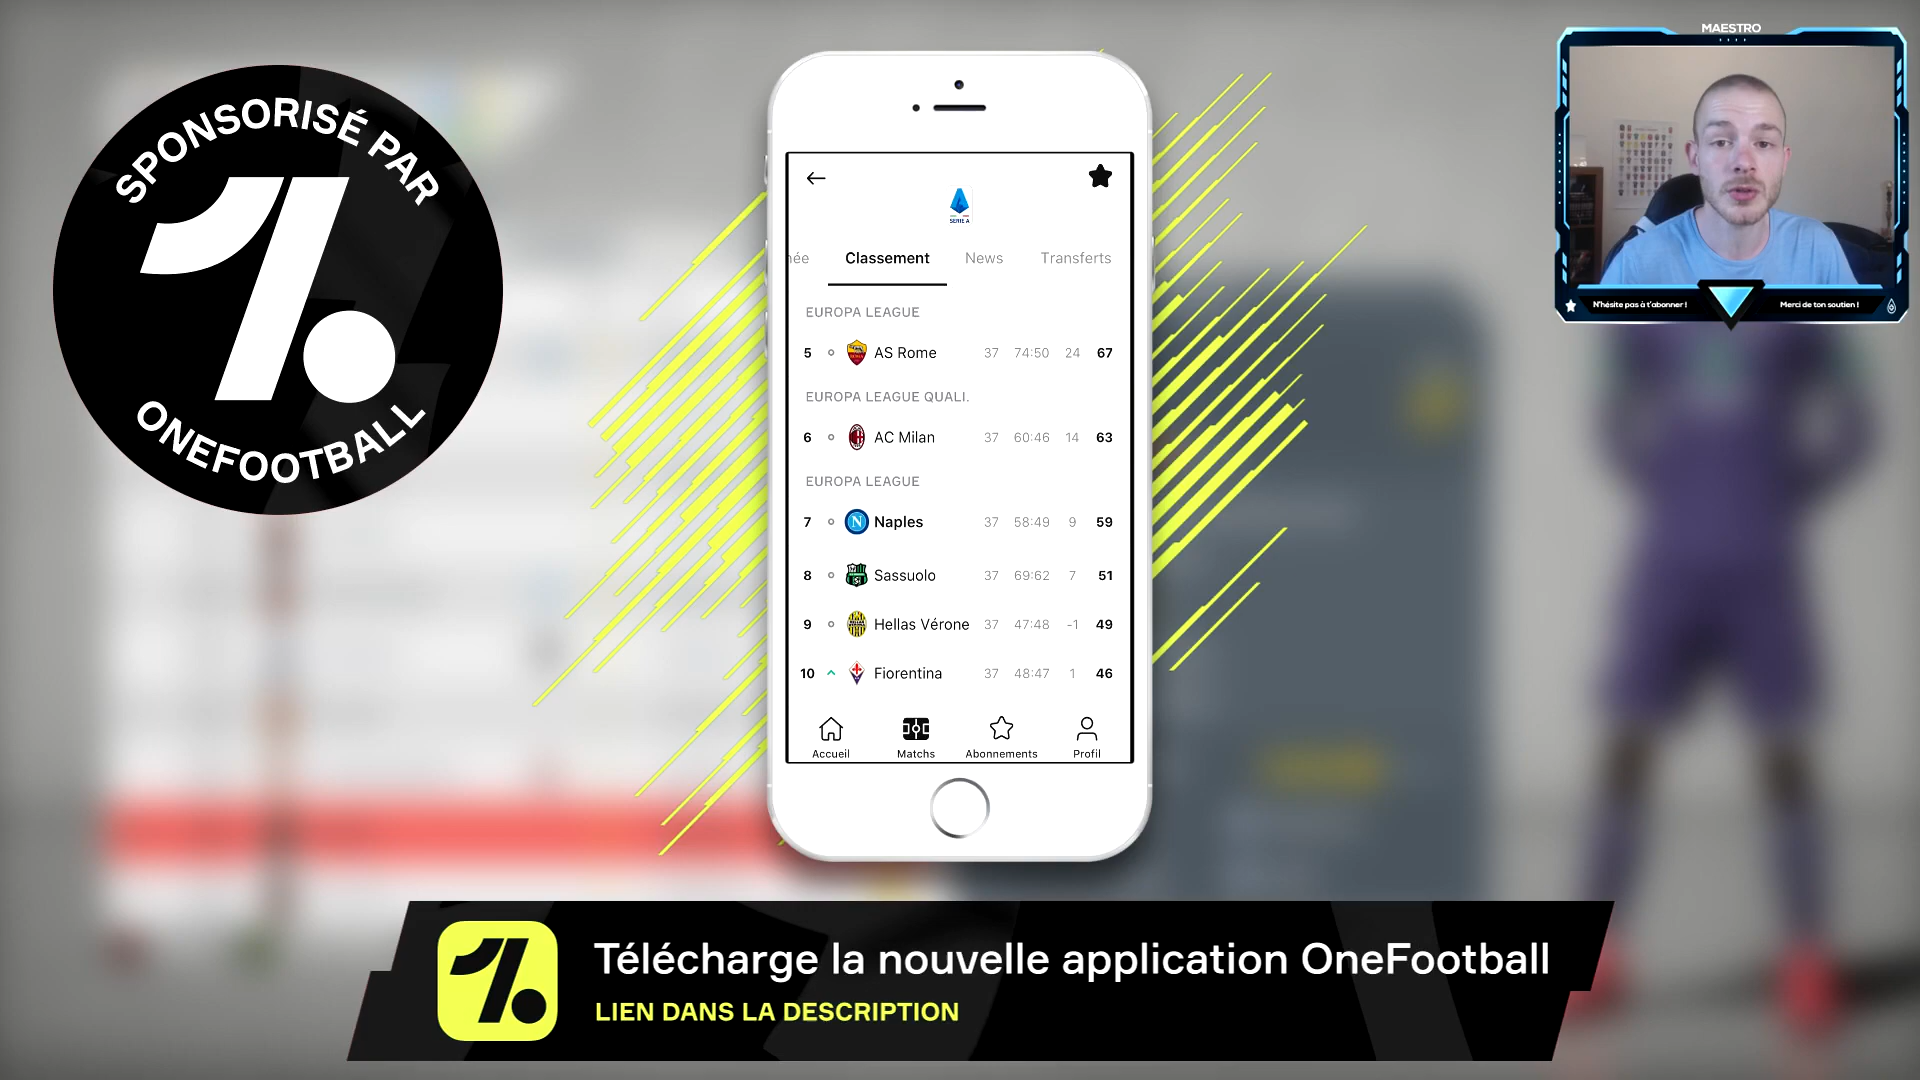 SPONSORISÉ PAR
ONEFOOTBALL
MAESTRO
N'hésite pas à t'abonner !
Merci de ton soutien !
SERIE A
née
Classement
News
Transferts
EUROPA LEAGUE
5 AS Rome 37 74:50 24 67
EUROPA LEAGUE QUALI.
6 AC Milan 37 60:46 14 63
EUROPA LEAGUE
7 Naples 37 58:49 9 59
8 Sassuolo 37 69:62 7 51
9 Hellas Vérone 37 47:48 -1 49
10 Fiorentina 37 48:47 1 46
Accueil
Matchs
Abonnements
Profil
Télécharge la nouvelle application OneFootball
LIEN DANS LA DESCRIPTION